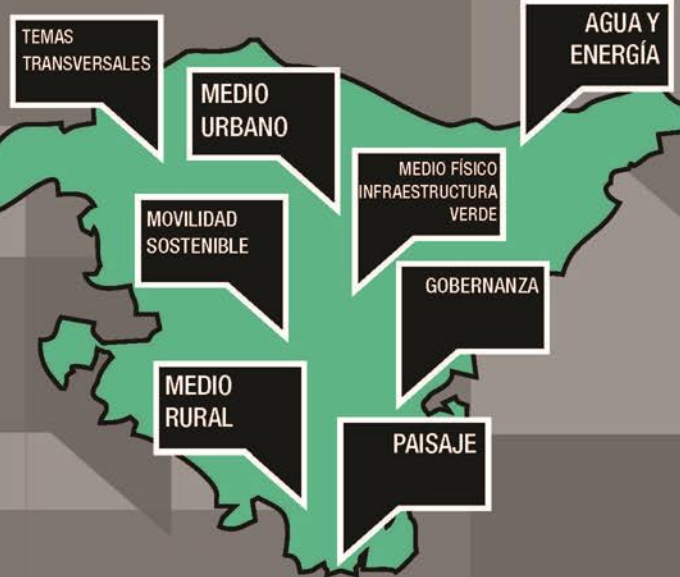 TEMAS
TRANSVERSALES
AGUA Y
ENERGÍA
MEDIO
URBANO
MEDIO FÍSICO
INFRAESTRUCTURA
VERDE
MOVILIDAD
SOSTENIBLE
GOBERNANZA
MEDIO
RURAL
PAISAJE